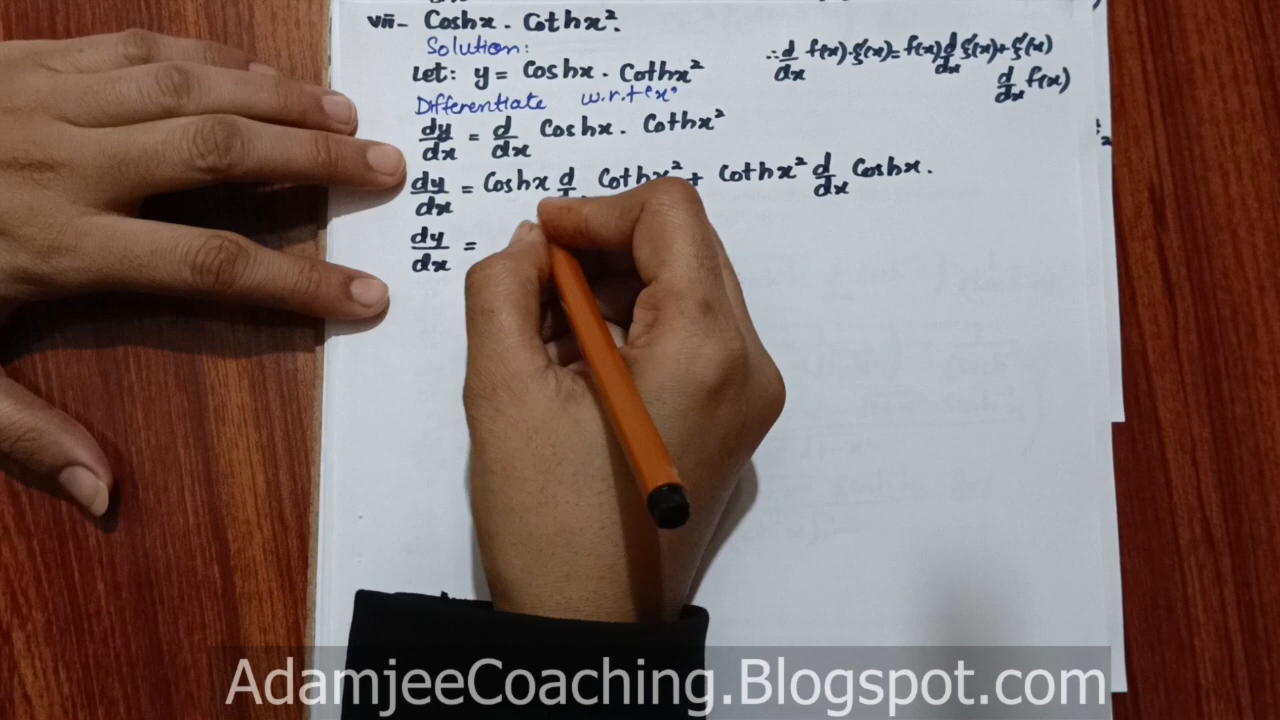 vii- Coshx . Cothx².
Solution:
Let: y = Coshx . Cothx²
∴ d/dx f(x).g(x) = f(x) d/dx g(x) + g(x)
d/dx f(x)
Differentiate w.r.t 'x'
dy/dx = d/dx Coshx . Cothx²
dy/dx = Coshx d Cothx² + Cothx² d/dx Coshx.
dy/dx =
AdamjeeCoaching.Blogspot.com